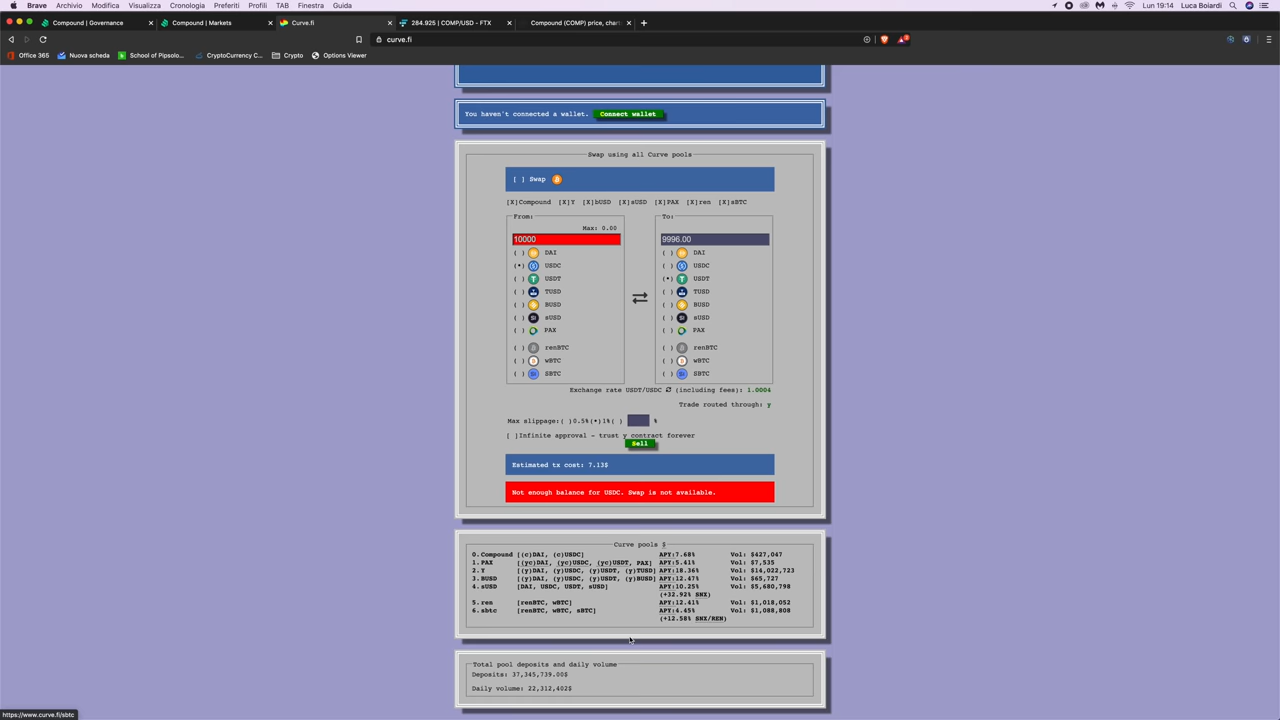 Brave Archivio Modifica Visualizza Cronologia Preferiti Profili TAB Finestra Guida Lun 19:14 Luca Boiardi
Compound | Governance Compound | Markets Curve.fi 284.925 | COMP/USD - FTX Compound (COMP) price, char
curve.fi
Office 365 Nuova scheda School of Pipsolo... CryptoCurrency C... Crypto Options Viewer
You haven't connected a wallet. Connect wallet
Swap using all Curve pools
[ ] Swap
[X]Compound [X]Y [X]bUSD [X]sUSD [X]PAX [X]ren [X]sBTC
From: To:
Max: 0.00
10000 9996.00
( ) DAI ( ) DAI
(•) USDC ( ) USDC
( ) USDT (•) USDT
( ) TUSD ( ) TUSD
( ) BUSD ( ) BUSD
( ) sUSD ( ) sUSD
( ) PAX ( ) PAX
( ) renBTC ( ) renBTC
( ) wBTC ( ) wBTC
( ) SBTC ( ) SBTC
Exchange rate USDT/USDC (including fees): 1.0004
Trade routed through: y
Max slippage:( )0.5%(•)1%( ) %
[ ]Infinite approval - trust y contract forever
Sell
Estimated tx cost: 7.13$
Not enough balance for USDC. Swap is not available.
Curve pools $
0.Compound [(c)DAI, (c)USDC] APY:7.68% Vol: $427,047
1.PAX [(yc)DAI, (yc)USDC, (yc)USDT, PAX] APY:5.41% Vol: $7,535
2.Y [(y)DAI, (y)USDC, (y)USDT, (y)TUSD] APY:18.36% Vol: $14,022,723
3.BUSD [(y)DAI, (y)USDC, (y)USDT, (y)BUSD] APY:12.47% Vol: $65,727
4.sUSD [DAI, USDC, USDT, sUSD] APY:10.25% Vol: $5,680,798
(+32.92% SNX)
5.ren [renBTC, wBTC] APY:12.41% Vol: $1,018,052
6.sbtc [renBTC, wBTC, sBTC] APY:4.45% Vol: $1,088,808
(+12.58% SNX/REN)
Total pool deposits and daily volume
Deposits: 37,345,739.00$
Daily volume: 22,312,402$
https://www.curve.fi/sbtc